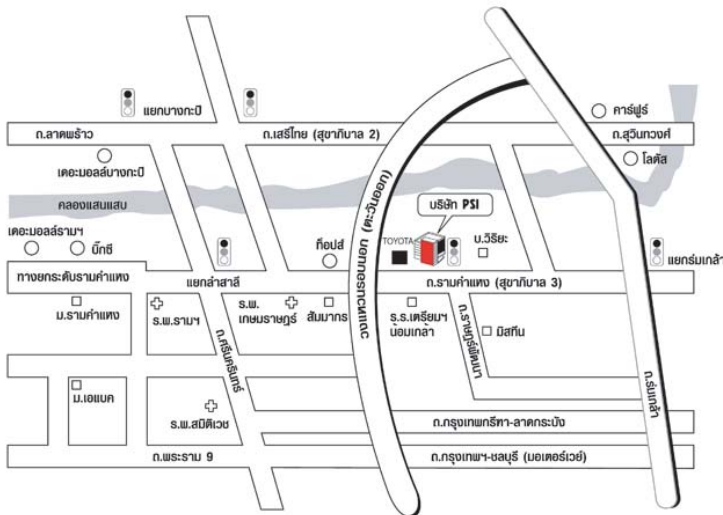 แยกบางกะปิ
คาร์ฟูร์
ถ.ลาดพร้าว
ถ.เสรีไทย (สุขาภิบาล 2)
ถ.สุวินทวงศ์
เดอะมอลล์บางกะปิ
โลตัส
คลองแสนแสบ
ถนนวงแหวนรอบนอก (ตะวันออก)
บริษัท PSI
เดอะมอลล์รามฯ
บิ๊กซี
ท๊อปส์
TOYOTA
บ.วิริยะ
แยกร่มเกล้า
ทางยกระดับรามคำแหง
แยกลำสาลี
ถ.รามคำแหง (สุขาภิบาล 3)
ม.รามคำแหง
ร.พ.รามฯ
ร.พ.
เกษมราษฎร์
สัมมากร
ร.ร.เตรียมฯ
น้อมเกล้า
ถ.ราษฎร์พัฒนา
มิสทีน
ถ.ศรีนครินทร์
ถ.ร่มเกล้า
ม.เอแบค
ร.พ.สมิติเวช
ถ.กรุงเทพกรีฑา-ลาดกระบัง
ถ.พระราม 9
ถ.กรุงเทพฯ-ชลบุรี (มอเตอร์เวย์)